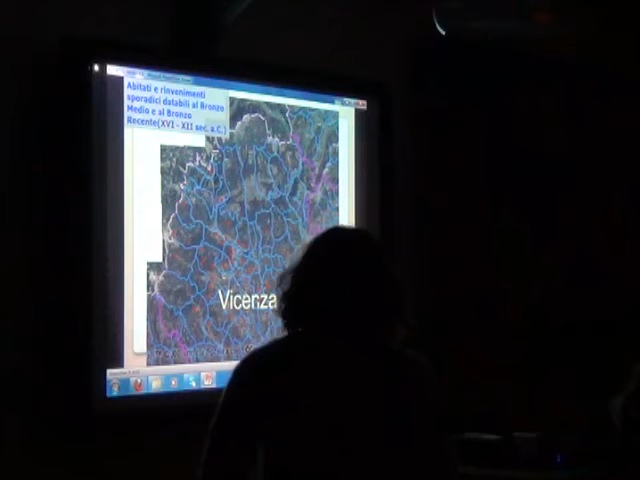 Abitati e rinvenimenti
sporadici databili al Bronzo
Medio e al Bronzo
Recente(XVI - XII sec. a.C.)
Vicenza